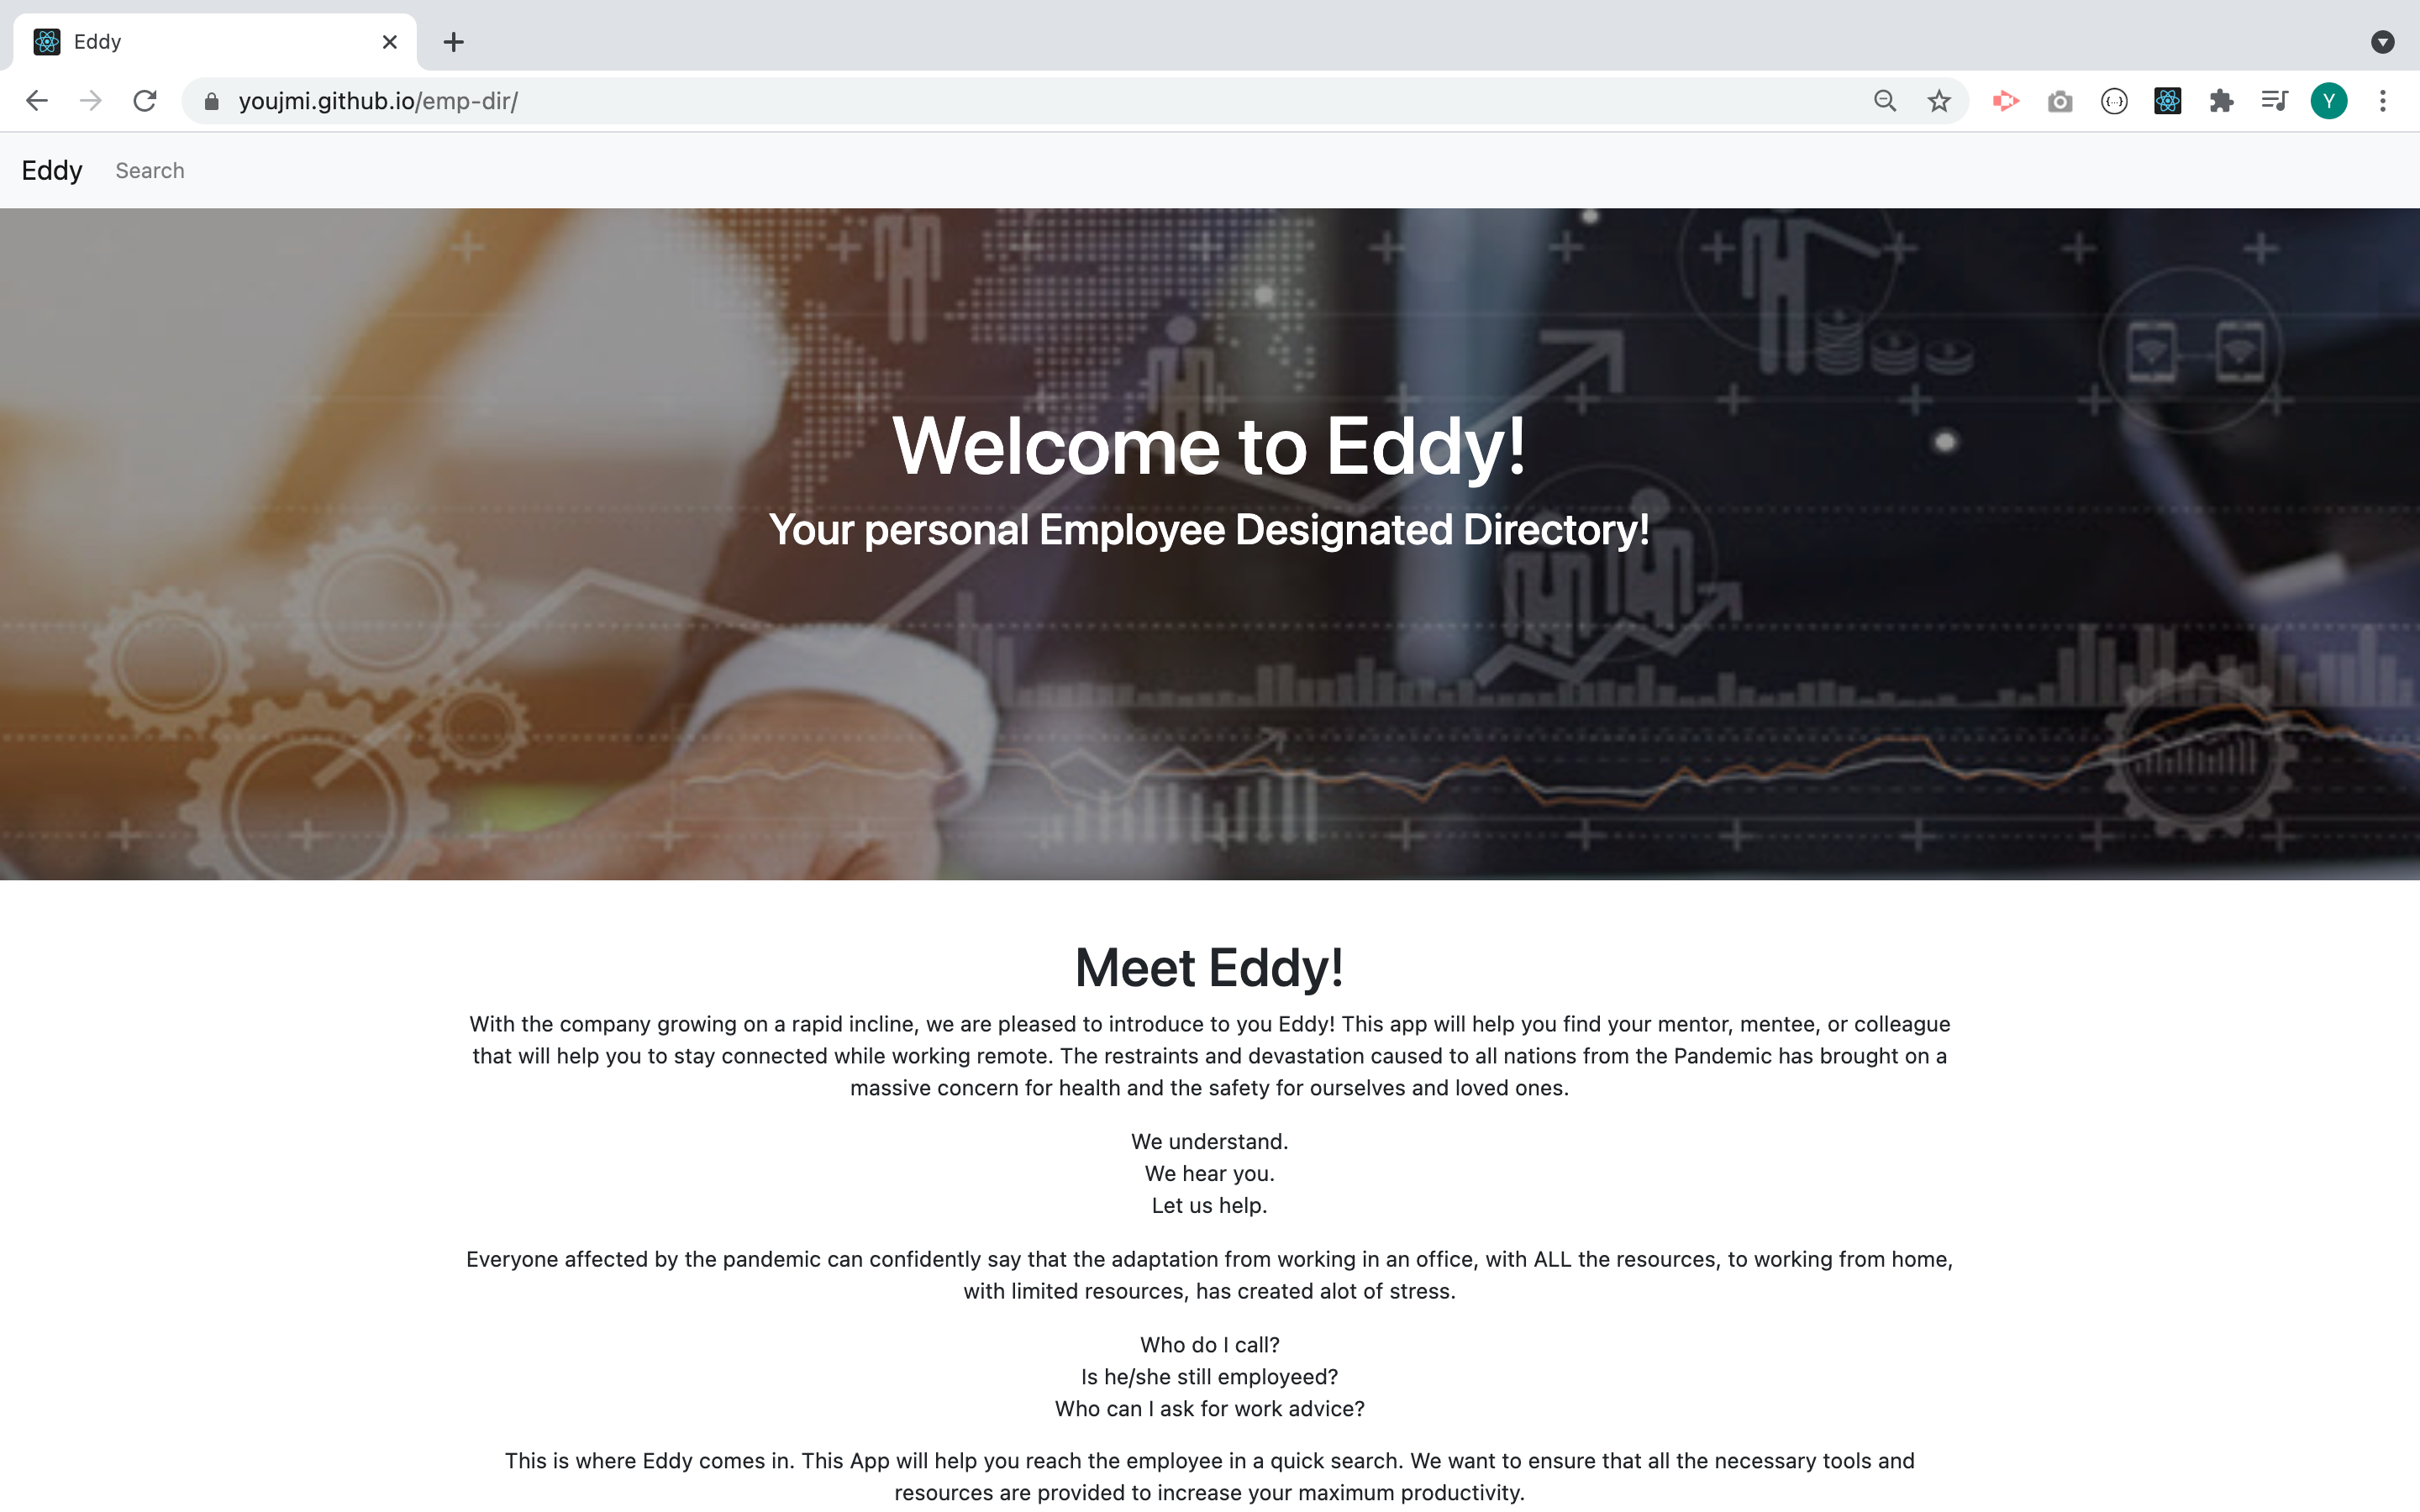 Eddy
youjmi.github.io/emp-dir/
Y
Eddy Search
Welcome to Eddy!
Your personal Employee Designated Directory!
Meet Eddy!
With the company growing on a rapid incline, we are pleased to introduce to you Eddy! This app will help you find your mentor, mentee, or colleague
that will help you to stay connected while working remote. The restraints and devastation caused to all nations from the Pandemic has brought on a
massive concern for health and the safety for ourselves and loved ones.
We understand.
We hear you.
Let us help.
Everyone affected by the pandemic can confidently say that the adaptation from working in an office, with ALL the resources, to working from home,
with limited resources, has created alot of stress.
Who do I call?
Is he/she still employeed?
Who can I ask for work advice?
This is where Eddy comes in. This App will help you reach the employee in a quick search. We want to ensure that all the necessary tools and
resources are provided to increase your maximum productivity.